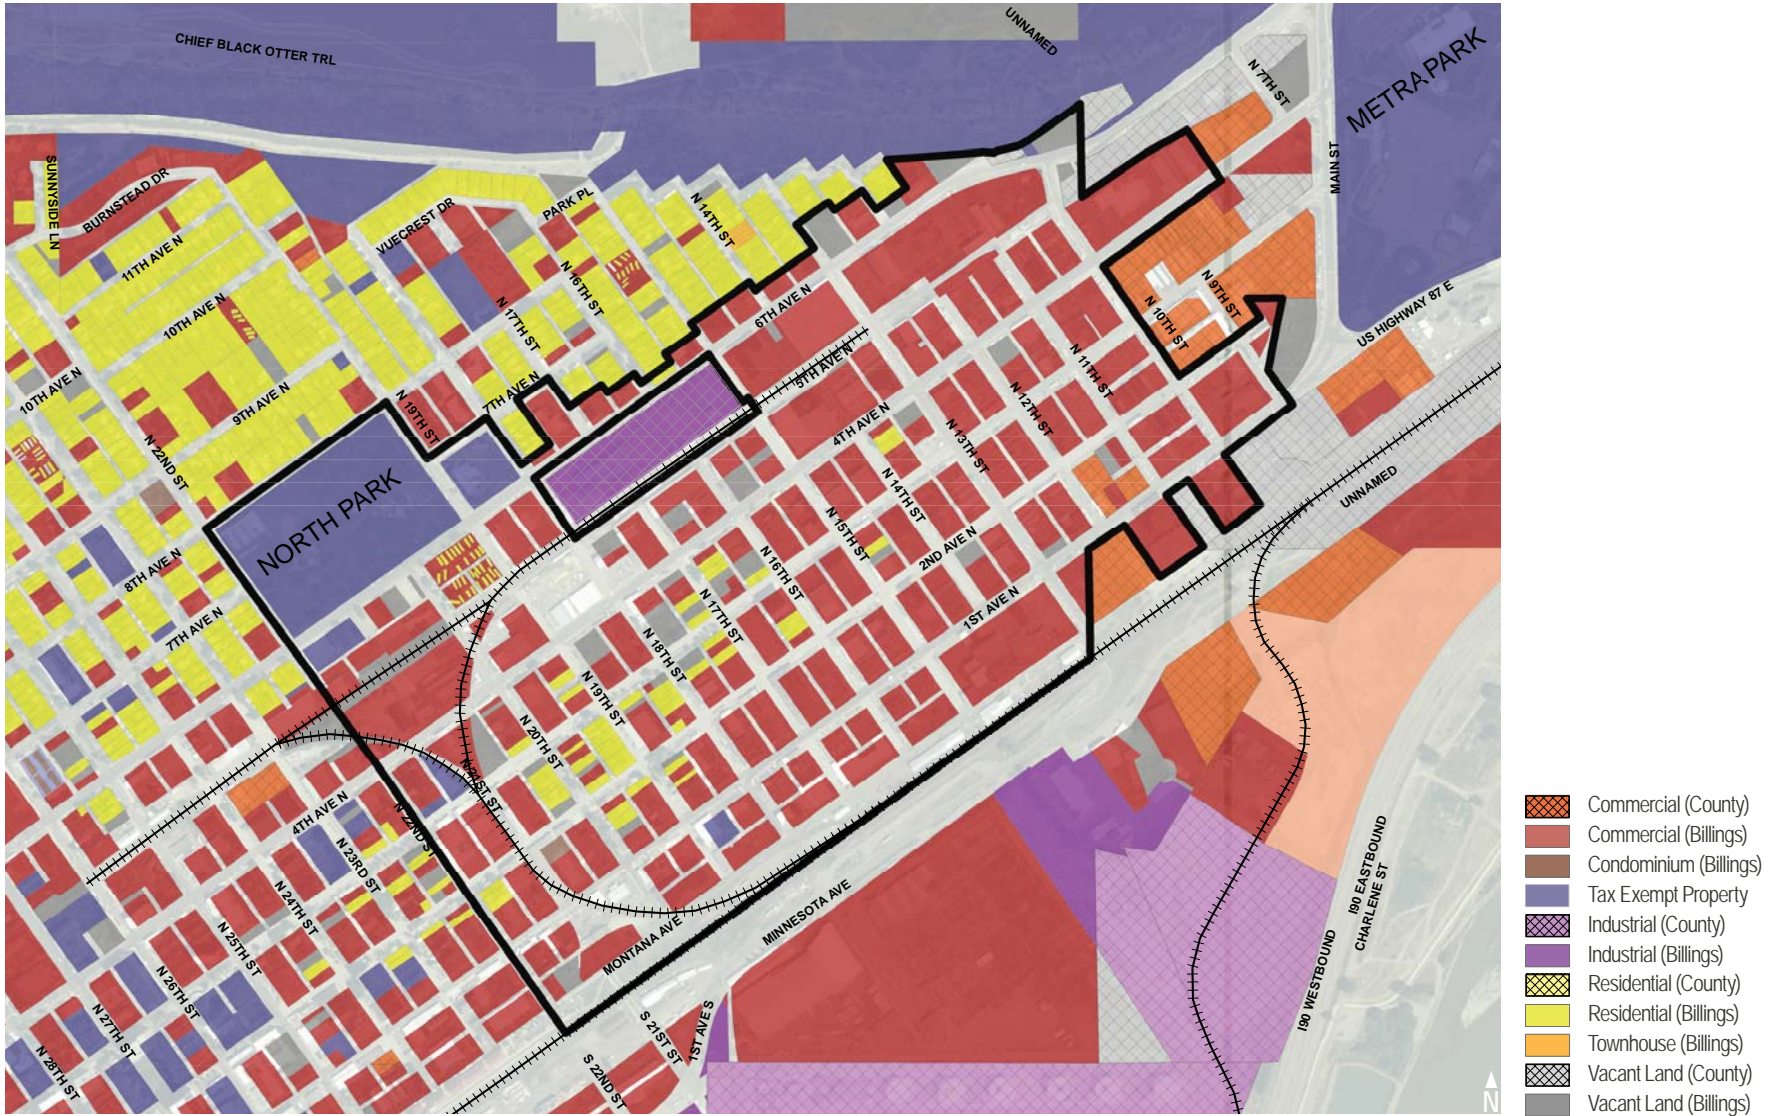 CHIEF BLACK OTTER TRL
UNNAMED
METRA PARK
N 7TH ST
MAIN ST
SUNNYSIDE LN
BURNSTEAD DR
11TH AVE N
VUECREST DR
PARK PL
N 14TH ST
N 16TH ST
10TH AVE N
N 17TH ST
6TH AVE N
N 9TH ST
N 10TH ST
US HIGHWAY 87 E
5TH AVE N
N 11TH ST
10TH AVE N
9TH AVE N
N 19TH ST
7TH AVE N
4TH AVE N
N 12TH ST
N 13TH ST
N 22ND ST
NORTH PARK
N 14TH ST
N 15TH ST
UNNAMED
8TH AVE N
2ND AVE N
N 16TH ST
7TH AVE N
N 17TH ST
1ST AVE N
N 18TH ST
N 19TH ST
N 20TH ST
N 21ST ST
4TH AVE N
N 22ND ST
N 23RD ST
N 24TH ST
N 25TH ST
N 26TH ST
N 27TH ST
N 28TH ST
MONTANA AVE
MINNESOTA AVE
S 21ST ST
1ST AVE S
S 22ND ST
I90 WESTBOUND
I90 EASTBOUND
CHARLENE ST
N
Commercial (County)
Commercial (Billings)
Condominium (Billings)
Tax Exempt Property
Industrial (County)
Industrial (Billings)
Residential (County)
Residential (Billings)
Townhouse (Billings)
Vacant Land (County)
Vacant Land (Billings)